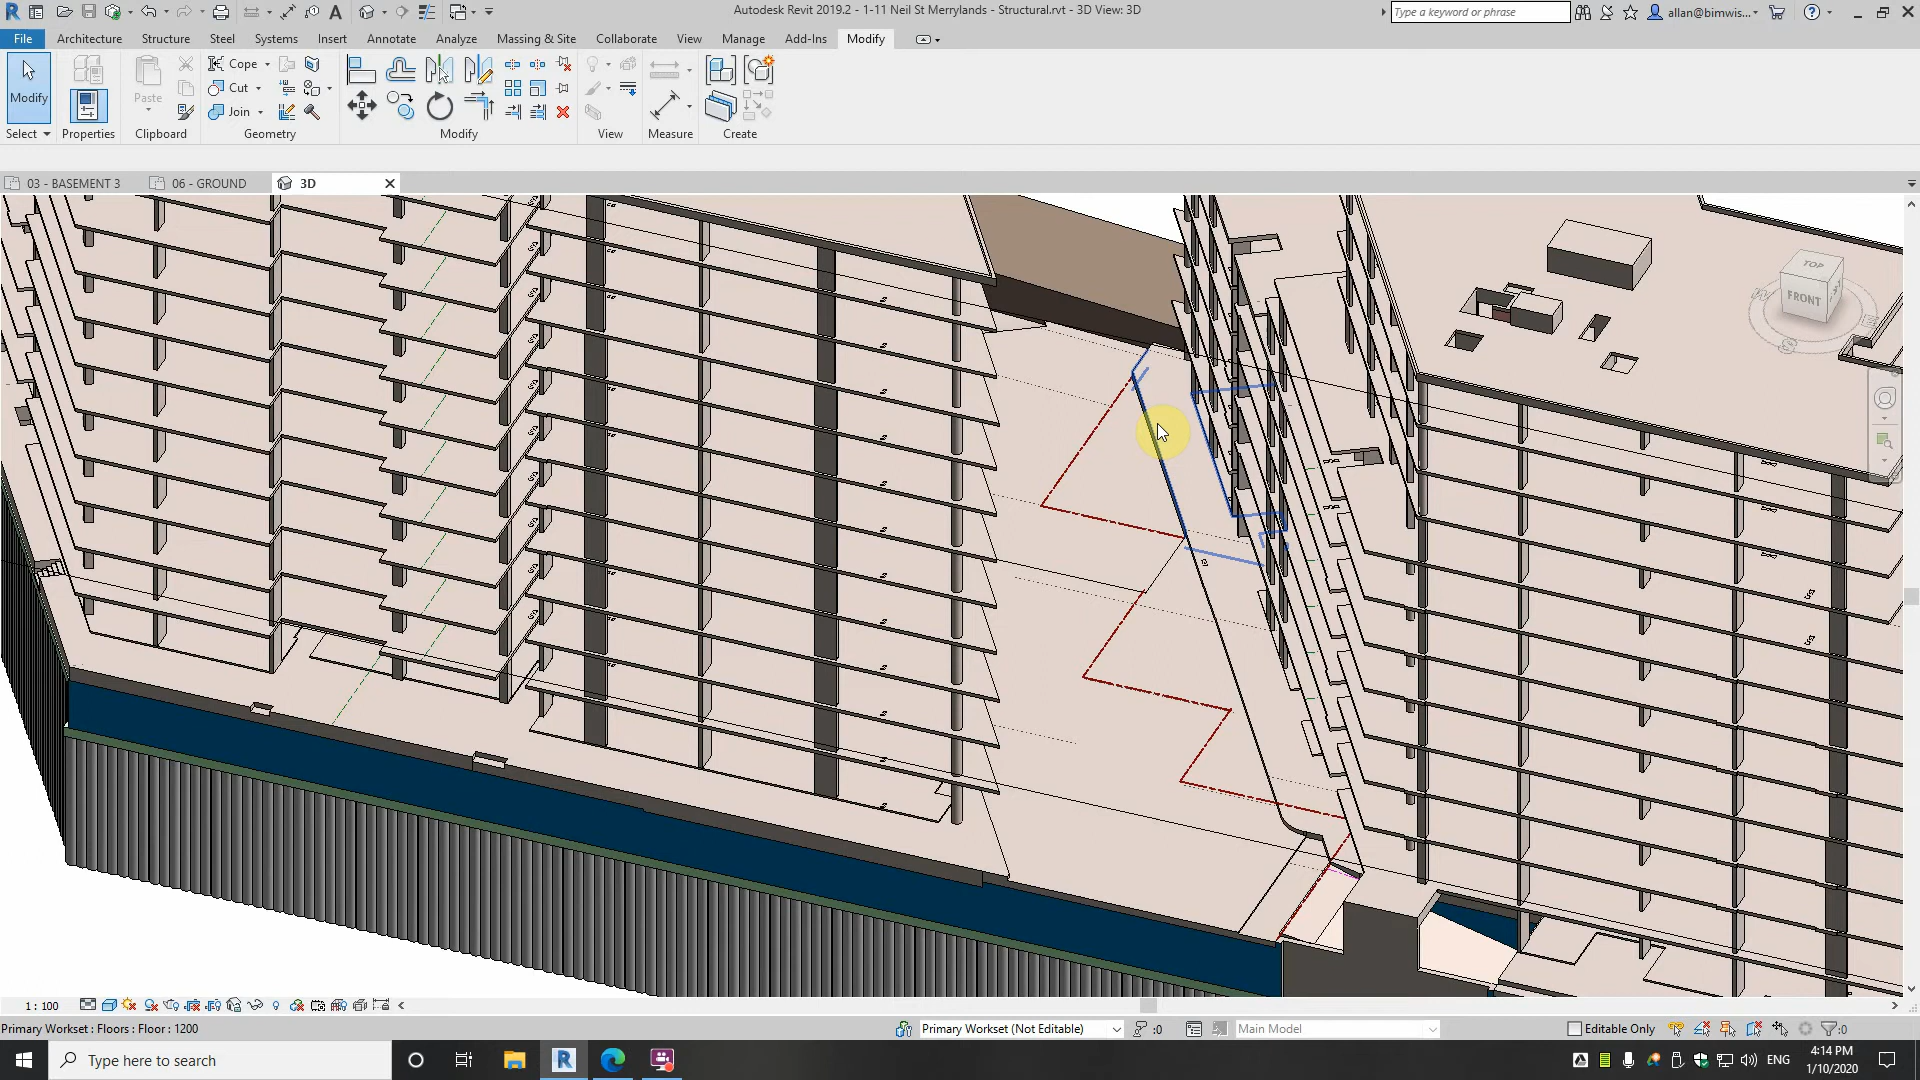 Autodesk Revit 2019.2 - 1-11 Neil St Merrylands - Structural.rvt - 3D View: 3D
Type a keyword or phrase
allan@bimwis...
File
Architecture
Structure
Steel
Systems
Insert
Annotate
Analyze
Massing & Site
Collaborate
View
Manage
Add-Ins
Modify
Modify
Paste
Cope
Cut
Join
Select
Properties
Clipboard
Geometry
Modify
View
Measure
Create
03 - BASEMENT 3
06 - GROUND
3D
TOP
FRONT
1 : 100
Primary Workset : Floors : Floor : 1200
Primary Workset (Not Editable)
:0
Main Model
Editable Only
:0
Type here to search
ENG
4:14 PM
1/10/2020